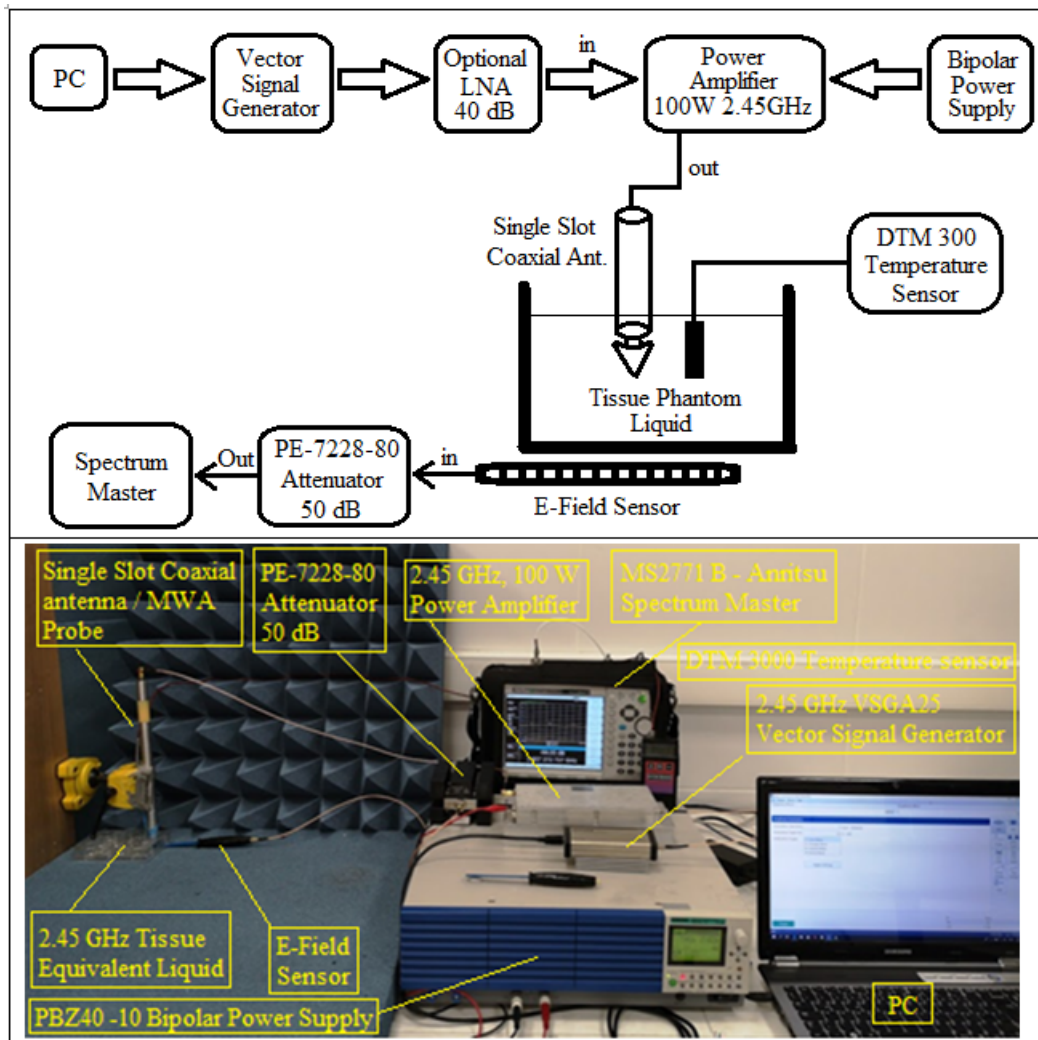 PC
Vector
Signal
Generator
Optional
LNA
40 dB
in
Power
Amplifier
100W 2.45GHz
Bipolar
Power
Supply
out
Single Slot
Coaxial Ant.
DTM 300
Temperature
Sensor
Tissue Phantom
Liquid
Spectrum
Master
Out
PE-7228-80
Attenuator
50 dB
in
E-Field Sensor
Single Slot Coaxial
antenna / MWA
Probe
PE-7228-80
Attenuator
50 dB
2.45 GHz, 100 W
Power Amplifier
MS2771 B - Anritsu
Spectrum Master
DTM 3000 Temperature sensor
2.45 GHz VSGA25
Vector Signal Generator
2.45 GHz Tissue
Equivalent Liquid
E-Field
Sensor
PBZ40 -10 Bipolar Power Supply
SAMSUNG
PC